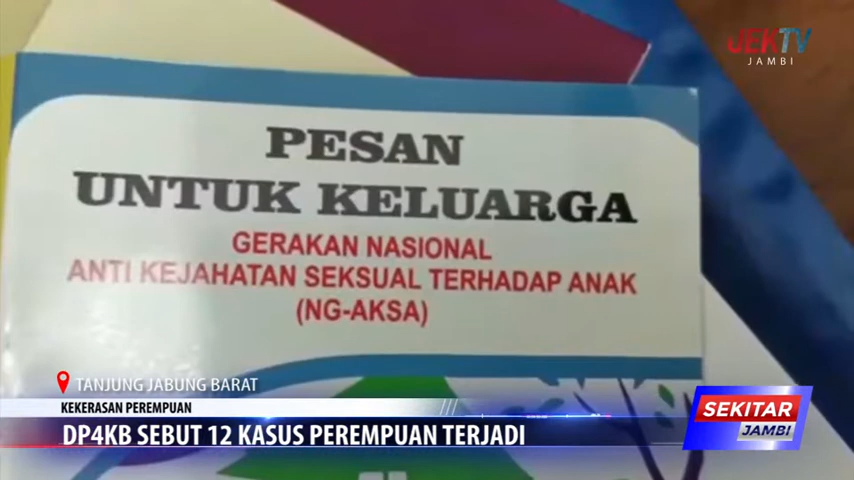 JEKTV
JAMBI
PESAN
UNTUK KELUARGA
GERAKAN NASIONAL
ANTI KEJAHATAN SEKSUAL TERHADAP ANAK
(NG-AKSA)
TANJUNG JABUNG BARAT
KEKERASAN PEREMPUAN
DP4KB SEBUT 12 KASUS PEREMPUAN TERJADI
SEKITAR
JAMBI